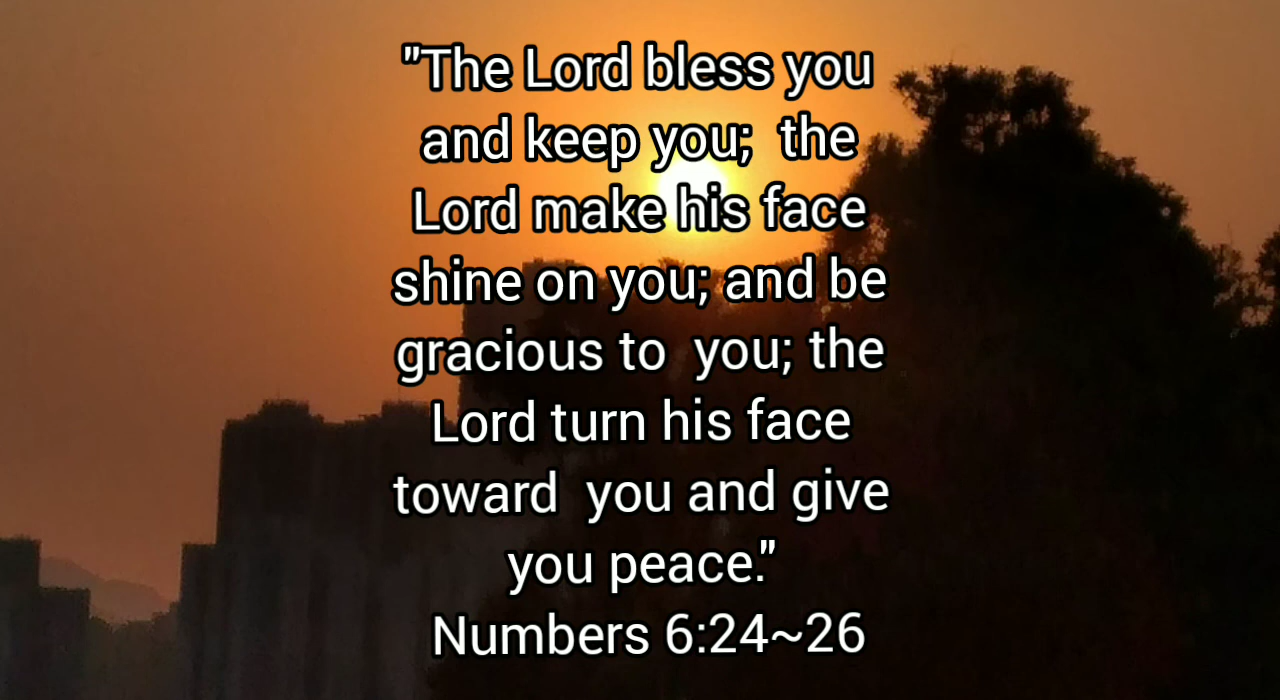 "The Lord bless you
and keep you;  the
Lord make his face
shine on you; and be
gracious to  you; the
Lord turn his face
toward  you and give
you peace."
Numbers 6:24~26